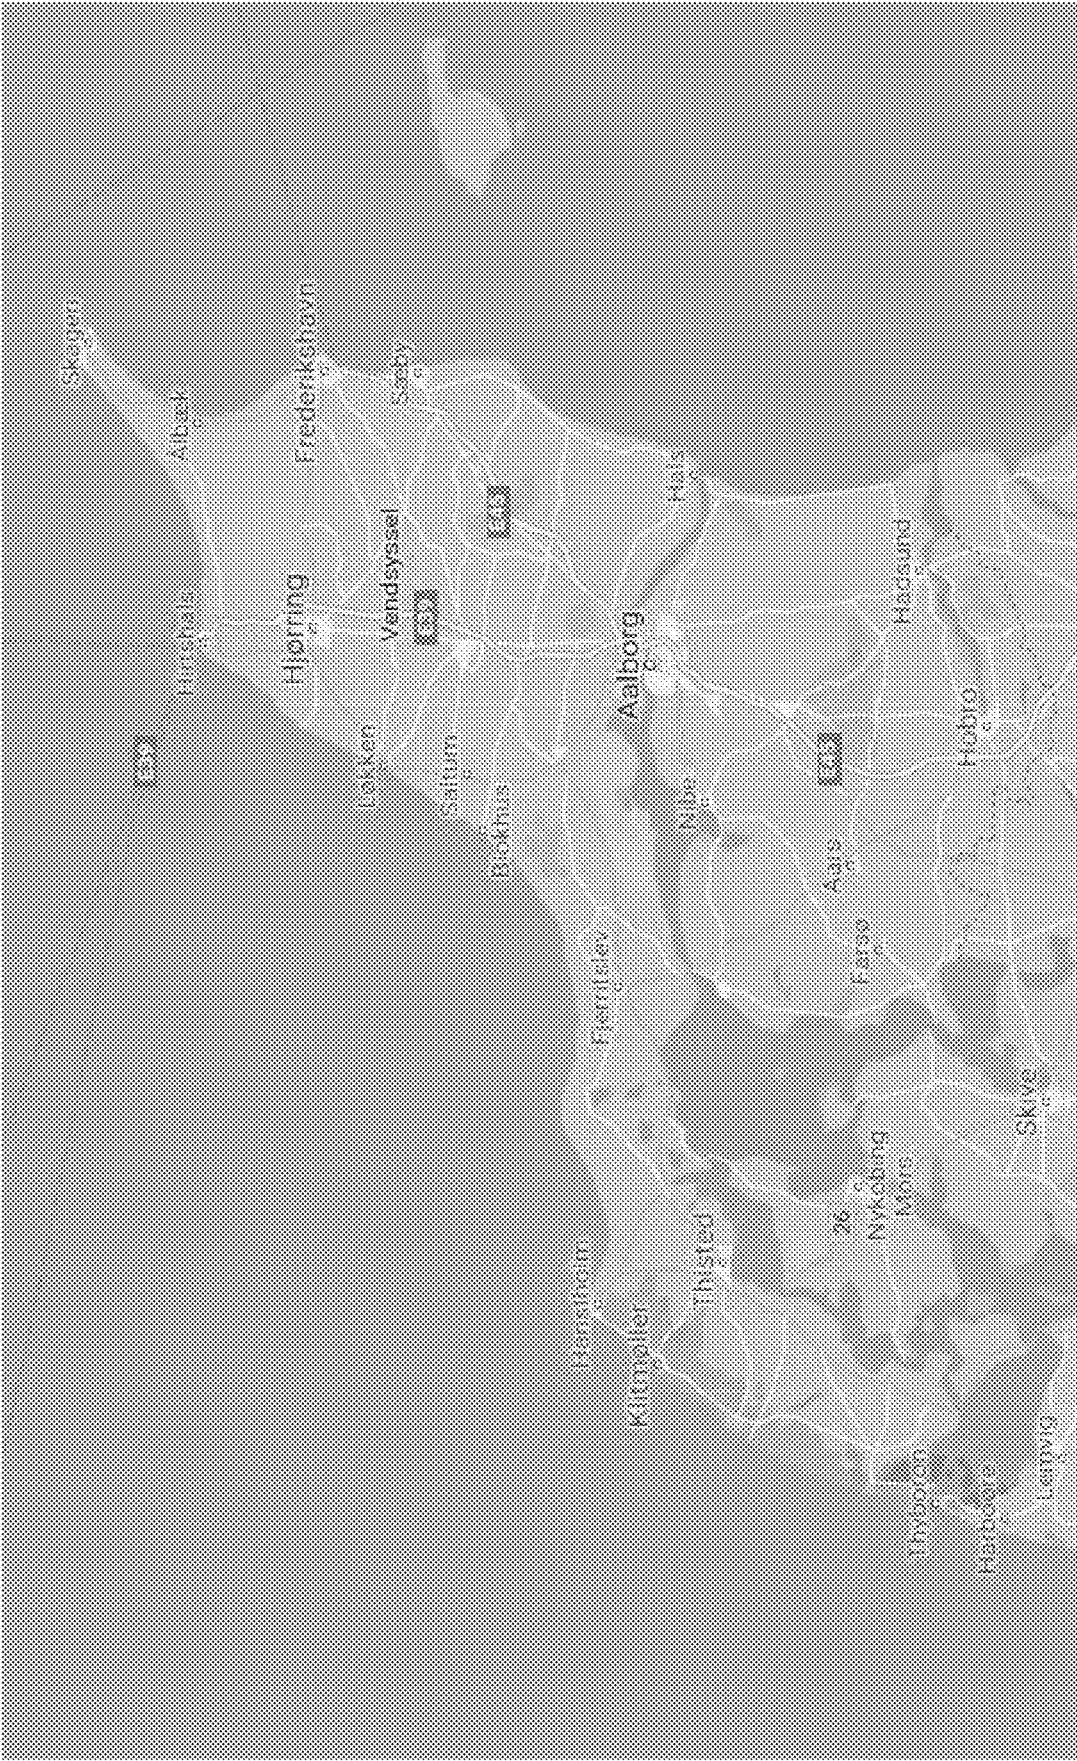 Skagen
Albæk
Hirtshals
E39
Frederikshavn
Hjørring
Sæby
Vendsyssel
Løkken
E39
Saltum
E45
Blokhus
Hals
Aalborg
Fjerritslev
Nibe
Hanstholm
Klitmøller
Thisted
E45
Aars
Hadsund
Farsø
26
Nykøbing
Mors
Hobro
Thyborøn
Harboøre
Skive
Lemvig